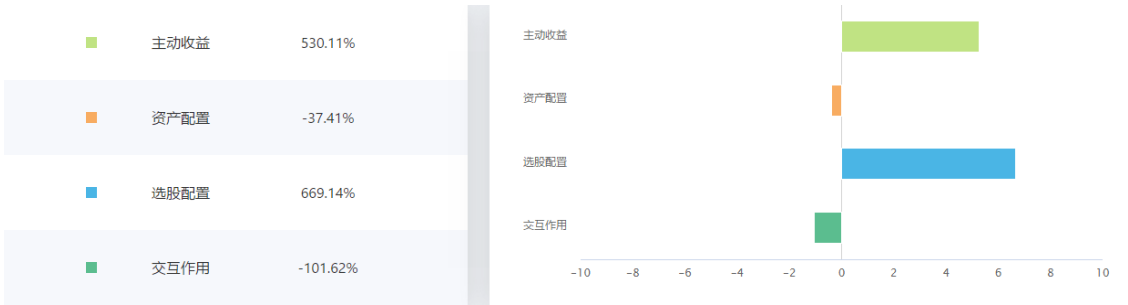 主动收益 530.11%
资产配置 -37.41%
选股配置 669.14%
交互作用 -101.62%
主动收益
资产配置
选股配置
交互作用
-10 -8 -6 -4 -2 0 2 4 6 8 10